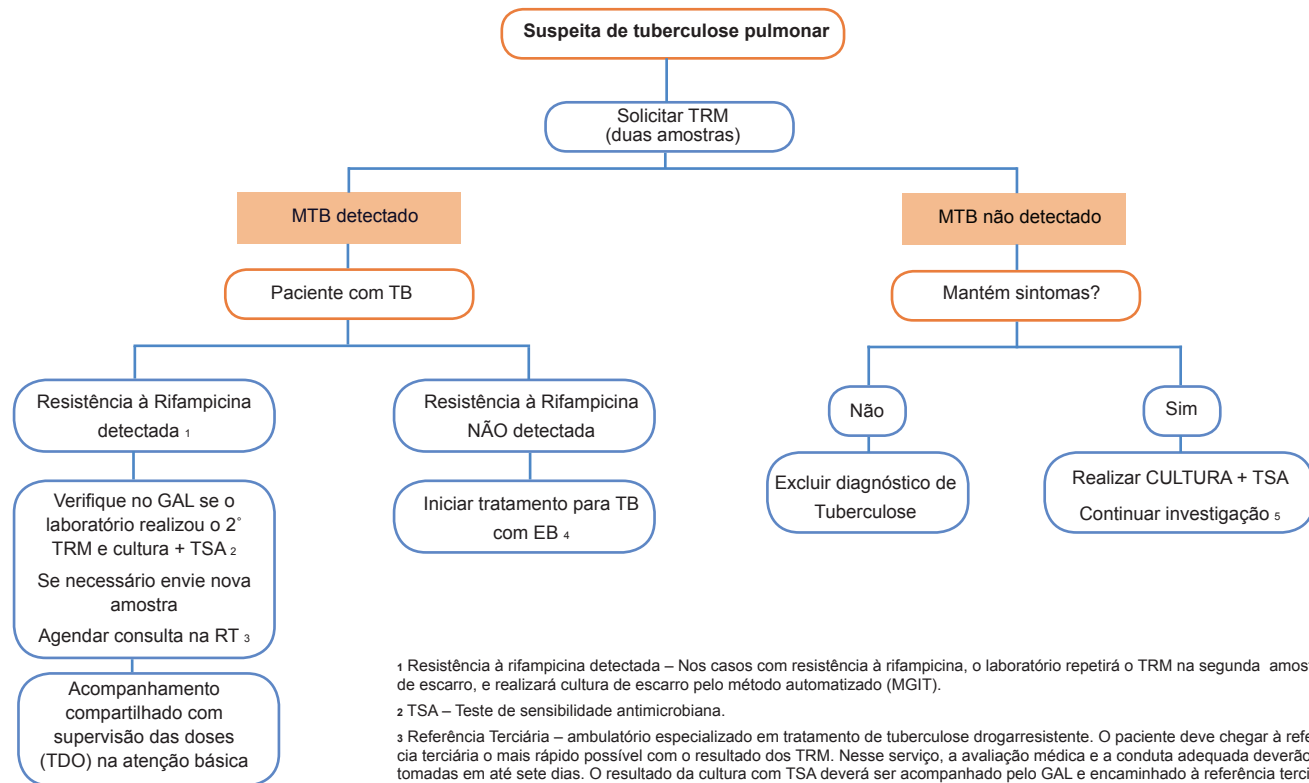 Suspeita de tuberculose pulmonar
Solicitar TRM
(duas amostras)
MTB detectado
MTB não detectado
Paciente com TB
Mantém sintomas?
Resistência à Rifampicina
detectada 1
Resistência à Rifampicina
NÃO detectada
Não
Sim
Verifique no GAL se o
laboratório realizou o 2°
TRM e cultura + TSA 2
Se necessário envie nova
amostra
Agendar consulta na RT 3
Iniciar tratamento para TB
com EB 4
Excluir diagnóstico de
Tuberculose
Realizar CULTURA + TSA
Continuar investigação 5
Acompanhamento
compartilhado com
supervisão das doses
(TDO) na atenção básica
1 Resistência à rifampicina detectada – Nos casos com resistência à rifampicina, o laboratório repetirá o TRM na segunda
de escarro, e realizará cultura de escarro pelo método automatizado (MGIT).
2 TSA – Teste de sensibilidade antimicrobiana.
3 Referência Terciária – ambulatório especializado em tratamento de tuberculose drogarresistente. O paciente deve chegar à
cia terciária o mais rápido possível com o resultado dos TRM. Nesse serviço, a avaliação médica e a conduta adequada deverão
tomadas em até sete dias. O resultado da cultura com TSA deverá ser acompanhado pelo GAL e encaminhado à referência